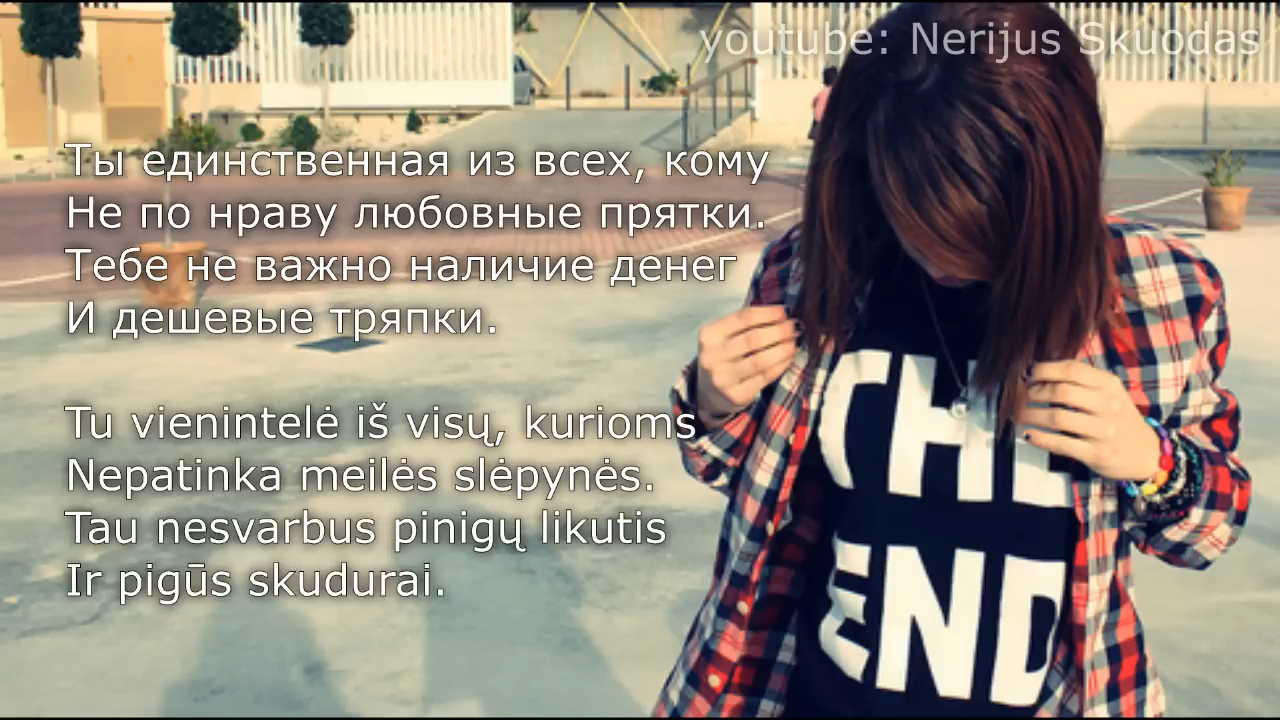 youtube: Nerijus Skuodas
Ты единственная из всех, кому
Не по нраву любовные прятки.
Тебе не важно наличие денег
И дешевые тряпки.
Tu vienintelė iš visų, kurioms
Nepatinka meilės slėpynės.
Tau nesvarbus pinigų likutis
Ir pigūs skudurai.
THE
END